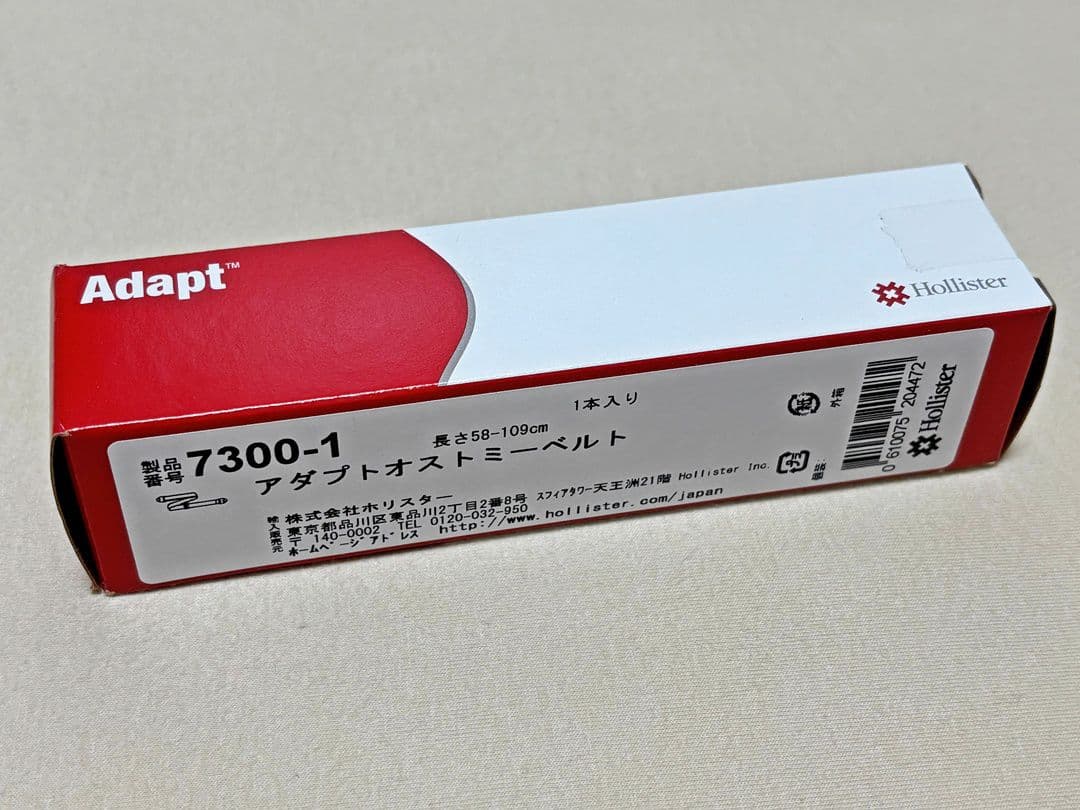 Adapt™
Hollister
製品番号 7300-1
1本入り
長さ58-109cm
アダプトオストミーベルト
輸入販売元
株式会社ホリスター
東京都品川区東品川2丁目2番8号 スフィアタワー天王洲21階 Hollister Inc.
〒 140-0002 TEL 0120-032-950
ホームページアドレス http://www.hollister.com/japan
紙
外箱
プラ
個装:
0 610075 204472
Hollister